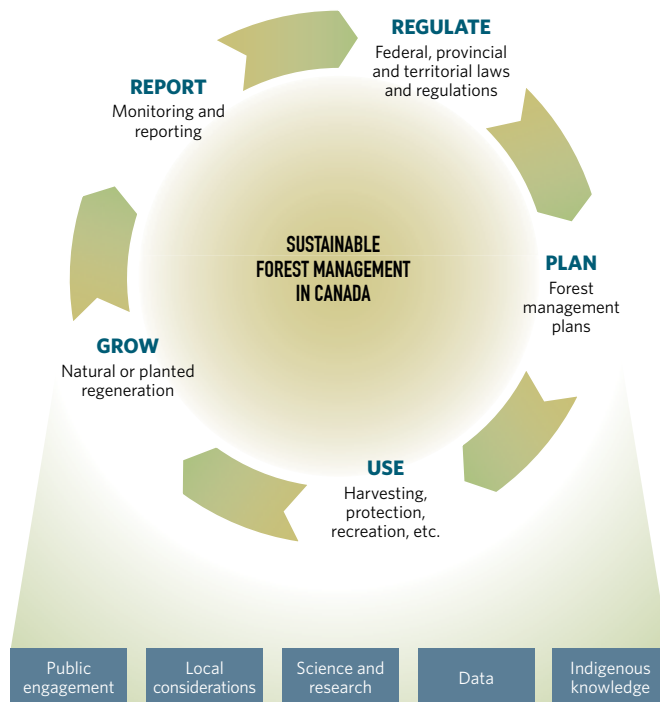 REGULATE
Federal, provincial
and territorial laws
and regulations
REPORT
Monitoring and
reporting
SUSTAINABLE
FOREST MANAGEMENT
IN CANADA
PLAN
Forest
management
plans
GROW
Natural or planted
regeneration
USE
Harvesting,
protection,
recreation, etc.
Public
engagement
Local
considerations
Science and
research
Data
Indigenous
knowledge